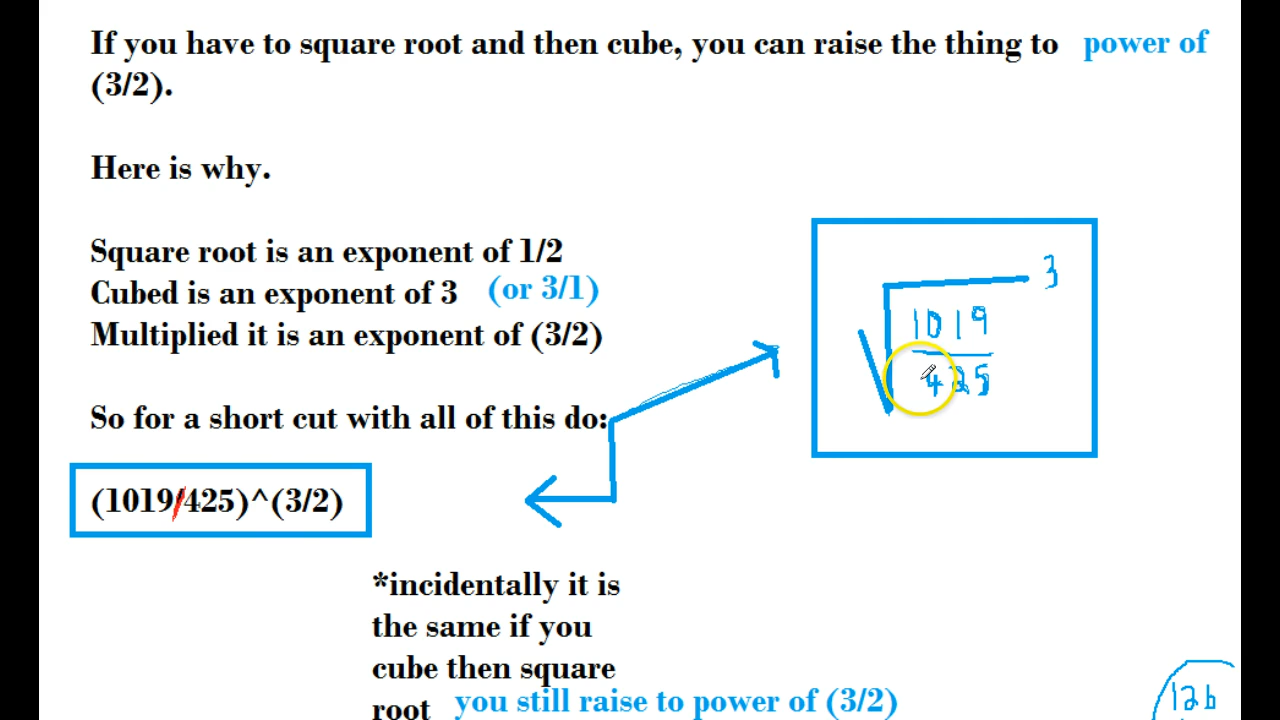 If you have to square root and then cube, you can raise the thing to power of
(3/2).
Here is why.
Square root is an exponent of 1/2
Cubed is an exponent of 3 (or 3/1)
Multiplied it is an exponent of (3/2)
So for a short cut with all of this do:
(1019/425)^(3/2)
3
1019
425
*incidentally it is
the same if you
cube then square
root you still raise to power of (3/2)
126